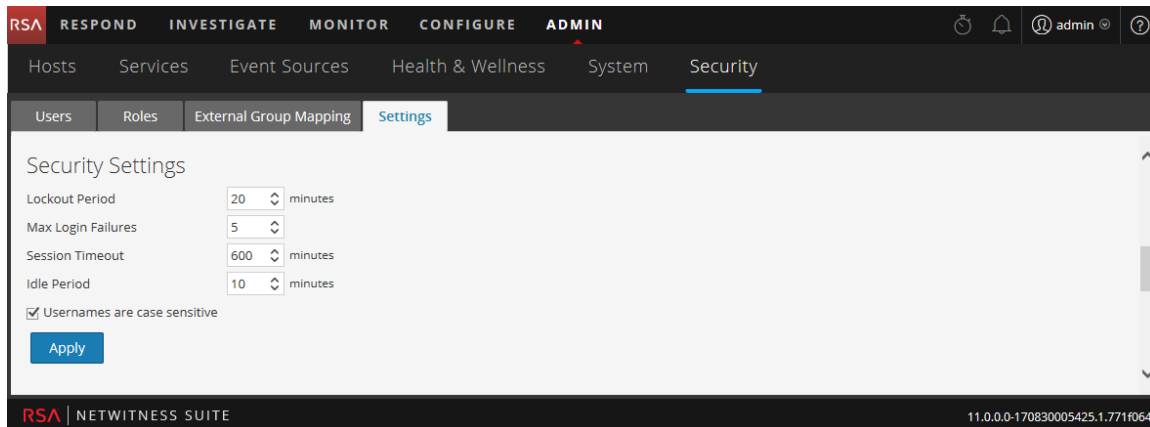 RSA RESPOND INVESTIGATE MONITOR CONFIGURE ADMIN admin ?
Hosts Services Event Sources Health & Wellness System Security
Users Roles External Group Mapping Settings
Security Settings
Lockout Period 20 minutes
Max Login Failures 5
Session Timeout 600 minutes
Idle Period 10 minutes
Usernames are case sensitive
Apply
RSA NETWITNESS SUITE 11.0.0.0-170830005425.1.771f064